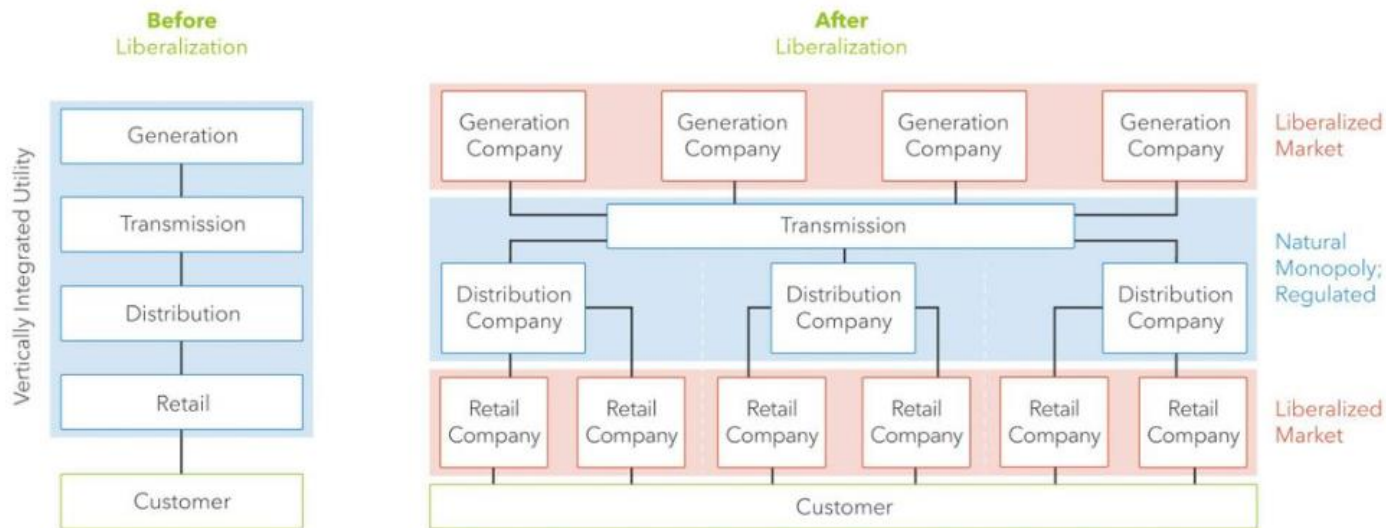 Before
Liberalization
Vertically Integrated Utility
Generation
Transmission
Distribution
Retail
Customer
After
Liberalization
Generation
Company
Generation
Company
Generation
Company
Generation
Company
Liberalized
Market
Transmission
Distribution
Company
Distribution
Company
Distribution
Company
Natural
Monopoly;
Regulated
Retail
Company
Retail
Company
Retail
Company
Retail
Company
Retail
Company
Retail
Company
Liberalized
Market
Customer